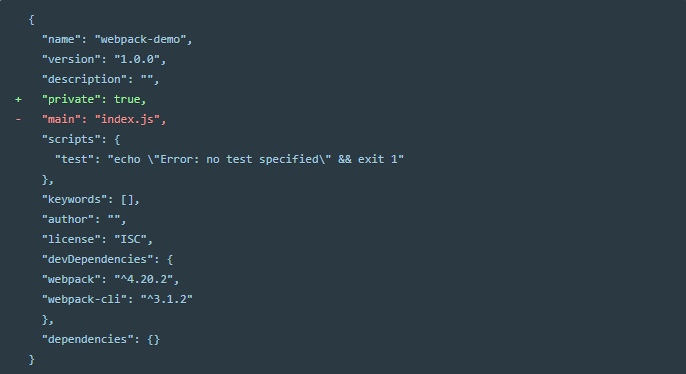 {
"name": "webpack-demo",
"version": "1.0.0",
"description": "",
+ "private": true,
- "main": "index.js",
"scripts": {
"test": "echo \"Error: no test specified\" && exit 1"
},
"keywords": [],
"author": "",
"license": "ISC",
"devDependencies": {
"webpack": "^4.20.2",
"webpack-cli": "^3.1.2"
},
"dependencies": {}
}